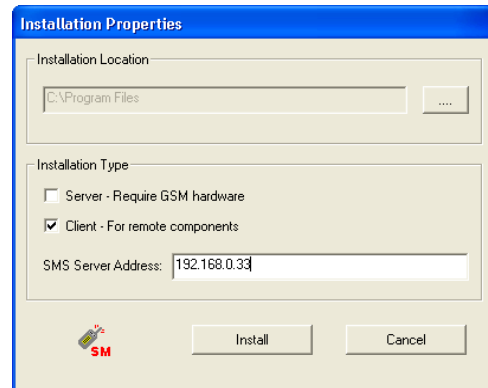 Installation Properties
Installation Location
C:\Program Files
....
Installation Type
Server - Require GSM hardware
Client - For remote components
SMS Server Address: 192.168.0.33
SM
Install
Cancel